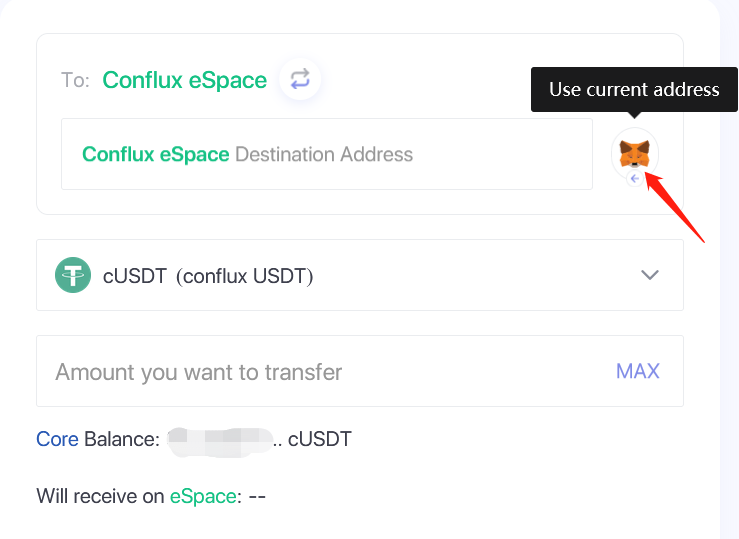 To: Conflux eSpace
Use current address
Conflux eSpace Destination Address
cUSDT (conflux USDT)
Amount you want to transfer MAX
Core Balance: .. cUSDT
Will receive on eSpace: --